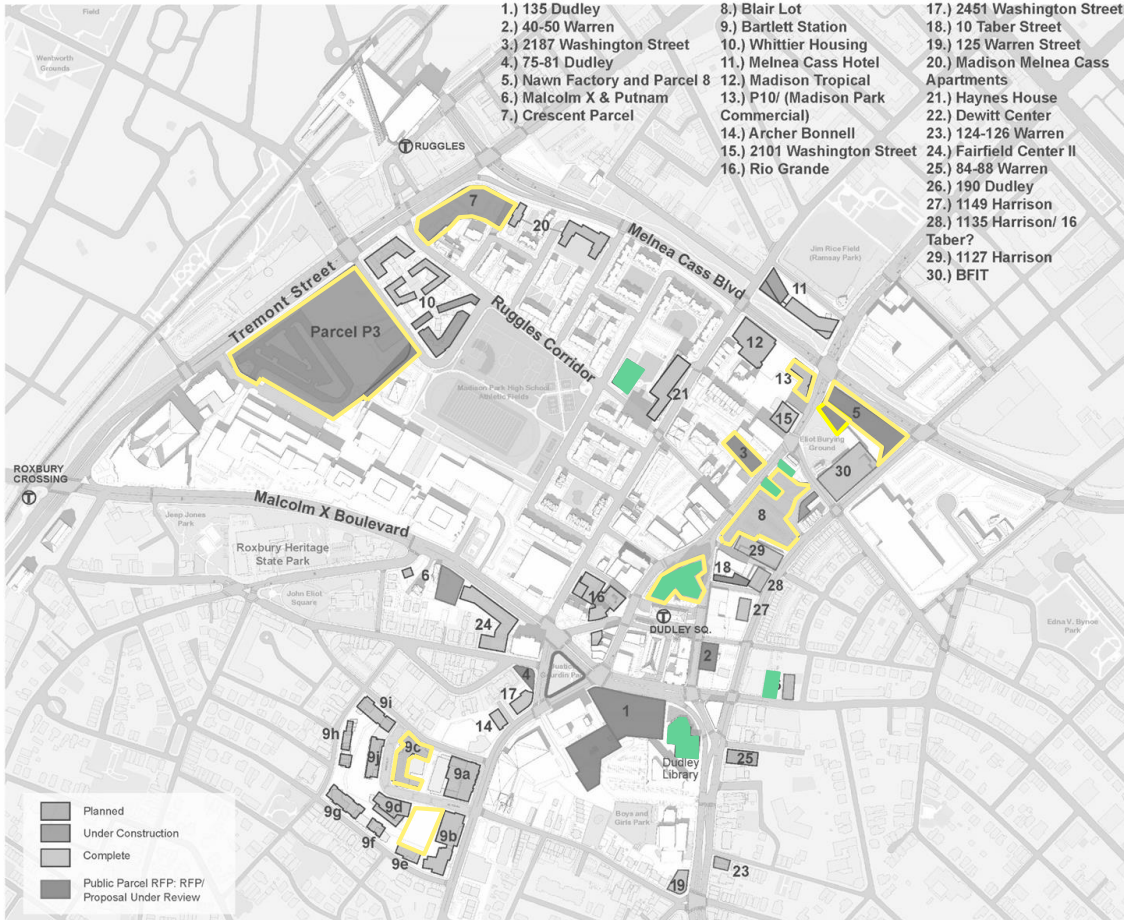 1.) 135 Dudley
2.) 40-50 Warren
3.) 2187 Washington Street
4.) 75-81 Dudley
5.) Nawn Factory and Parcel 8
6.) Malcolm X & Putnam
7.) Crescent Parcel
8.) Blair Lot
9.) Bartlett Station
10.) Whittier Housing
11.) Melnea Cass Hotel
12.) Madison Tropical
13.) P10/ (Madison Park
Commercial)
14.) Archer Bonnell
15.) 2101 Washington Street
16.) Rio Grande
17.) 2451 Washington Street
18.) 10 Taber Street
19.) 125 Warren Street
20.) Madison Melnea Cass
Apartments
21.) Haynes House
22.) Dewitt Center
23.) 124-126 Warren
24.) Fairfield Center II
25.) 84-88 Warren
26.) 190 Dudley
27.) 1149 Harrison
28.) 1135 Harrison/ 16
Taber?
29.) 1127 Harrison
30.) BFIT
Field
Wentworth
Grounds
T RUGGLES
7
20
Melnea Cass Blvd
Jim Rice Field
(Ramsay Park)
11
Tremont Street
10
Ruggles Corridor
Parcel P3
12
13
Madison Park High School
Athletic Fields
21
15
5
Eliot Burying
Ground
3
30
ROXBURY
CROSSING
T
Malcolm X Boulevard
8
Jeep Jones
Park
Roxbury Heritage
State Park
29
18
28
6
John Eliot
Square
16
27
T
DUDLEY SQ.
24
Edna V. Bynoe
Park
2
Justice
Gourdin Park
4
17
14
1
9i
9h
9j
9c
9a
Dudley
Library
25
9g
9d
9f
9b
9e
Boys and
Girls Park
23
19
Planned
Under Construction
Complete
Public Parcel RFP: RFP/
Proposal Under Review